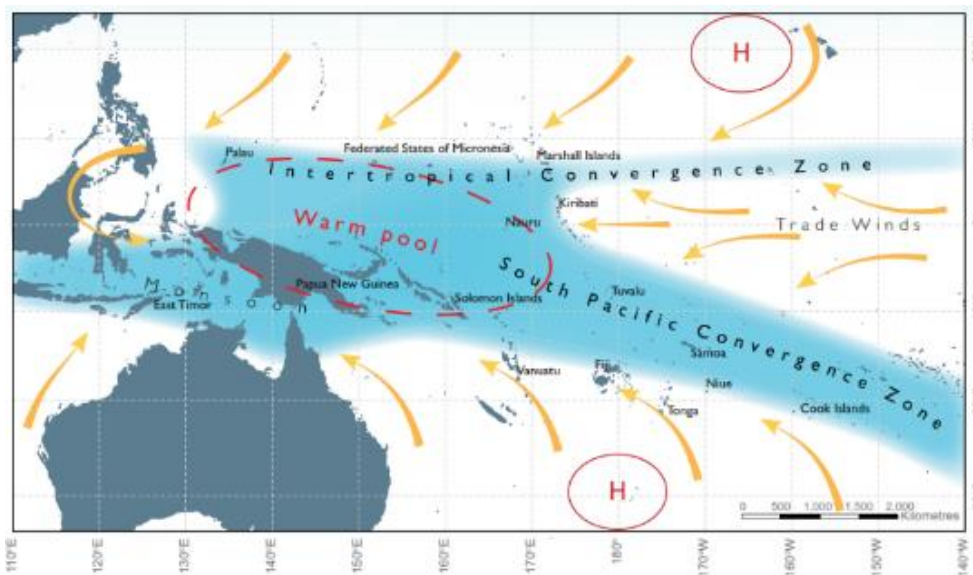 H
Palau
Federated States of Micronesia
Marshall Islands
Intertropical Convergence Zone
Kiribati
Warm pool
Nauru
Trade Winds
South Pacific Convergence Zone
Monsoon
Papua New Guinea
Solomon Islands
Tuvalu
East Timor
Samoa
Vanuatu
Fiji
Niue
Tonga
Cook Islands
H
0 500 1,000 1,500 2,000
Kilometres
110°E 120°E 130°E 140°E 150°E 160°E 170°E 180° 170°W 160°W 150°W 140°W